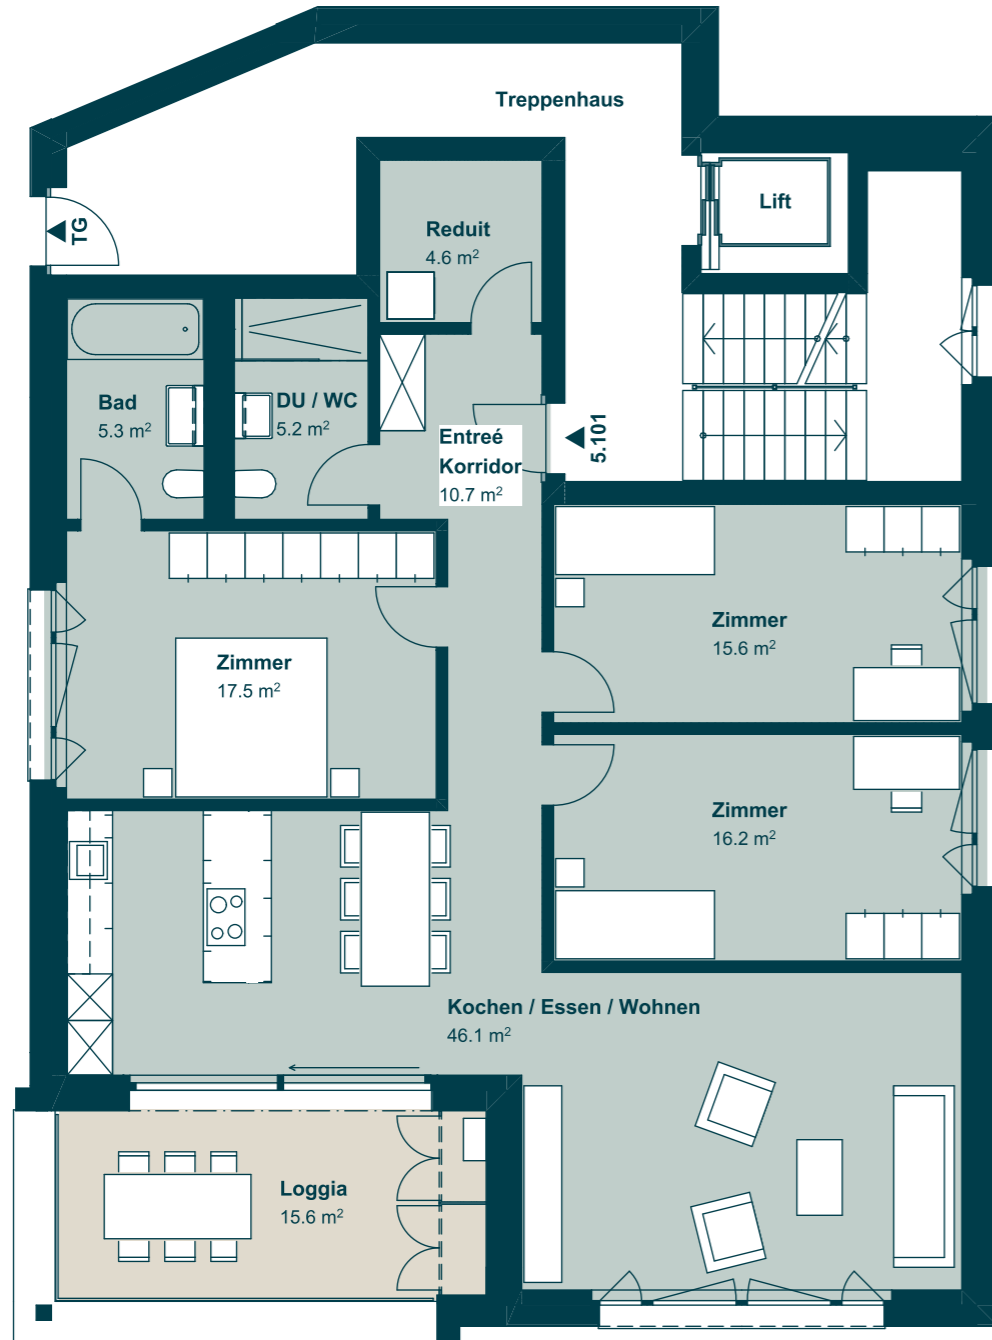 Treppenhaus
Lift
TG
Reduit
4.6 m²
Bad
5.3 m²
DU / WC
5.2 m²
Entreé
Korridor
10.7 m²
5.101
Zimmer
15.6 m²
Zimmer
17.5 m²
Zimmer
16.2 m²
Kochen / Essen / Wohnen
46.1 m²
Loggia
15.6 m²